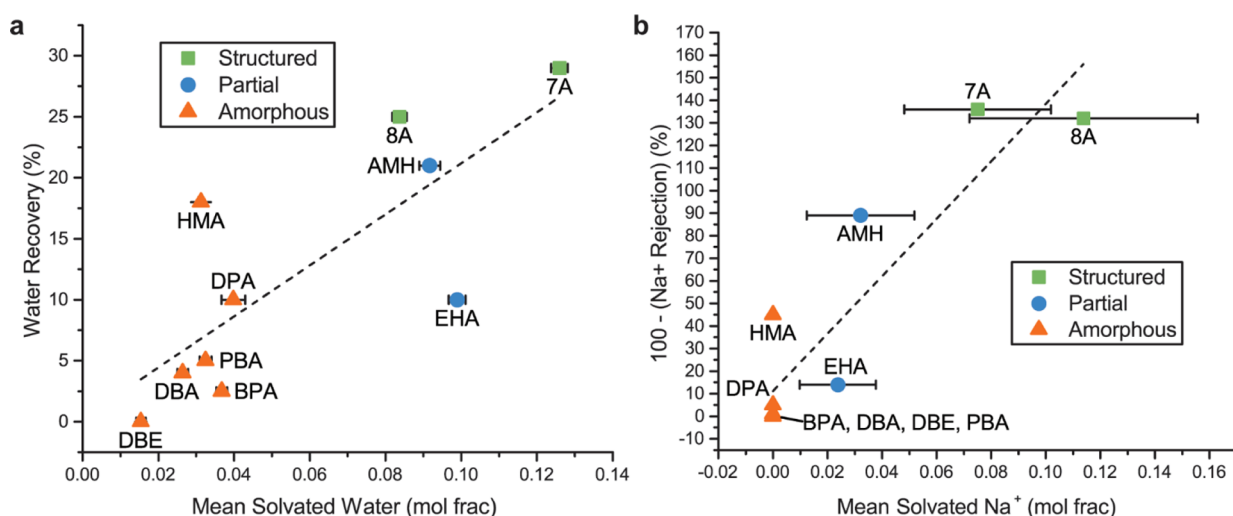 a
Structured
Partial
Amorphous
Water Recovery (%)
30
25
20
15
10
5
0
7A
8A
AMH
HMA
DPA
EHA
PBA
DBA
BPA
DBE
0.00 0.02 0.04 0.06 0.08 0.10 0.12 0.14
Mean Solvated Water (mol frac)
b
100 - (Na+ Rejection) (%)
170
160
150
140
130
120
110
100
90
80
70
60
50
40
30
20
10
0
-10
7A
8A
AMH
Structured
Partial
Amorphous
HMA
EHA
DPA
BPA, DBA, DBE, PBA
-0.02 0.00 0.02 0.04 0.06 0.08 0.10 0.12 0.14 0.16
Mean Solvated Na⁺ (mol frac)